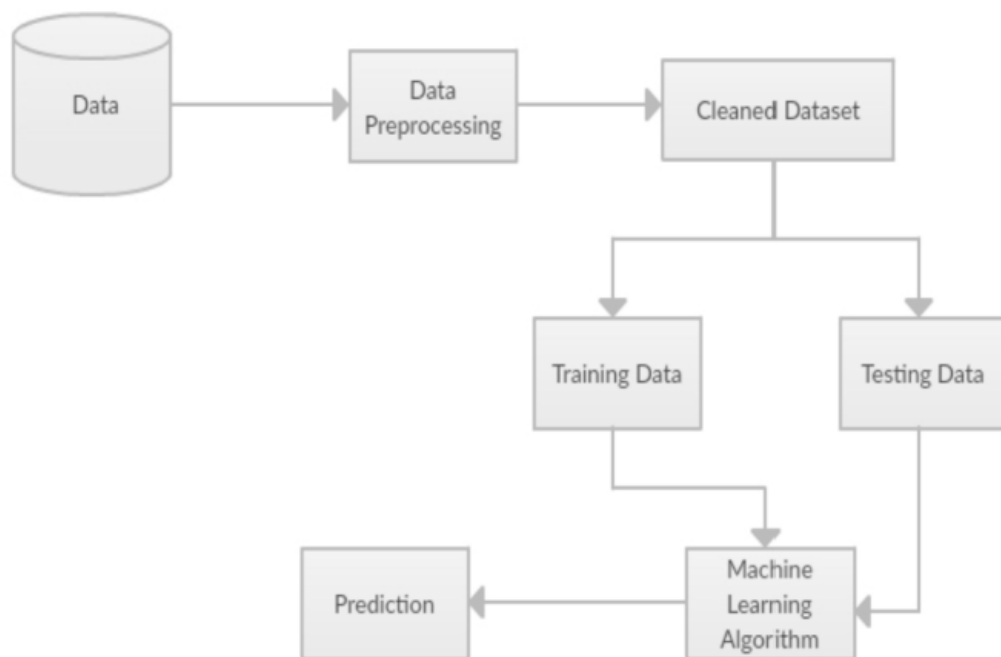 Data
Data
Preprocessing
Cleaned Dataset
Training Data
Testing Data
Prediction
Machine
Learning
Algorithm